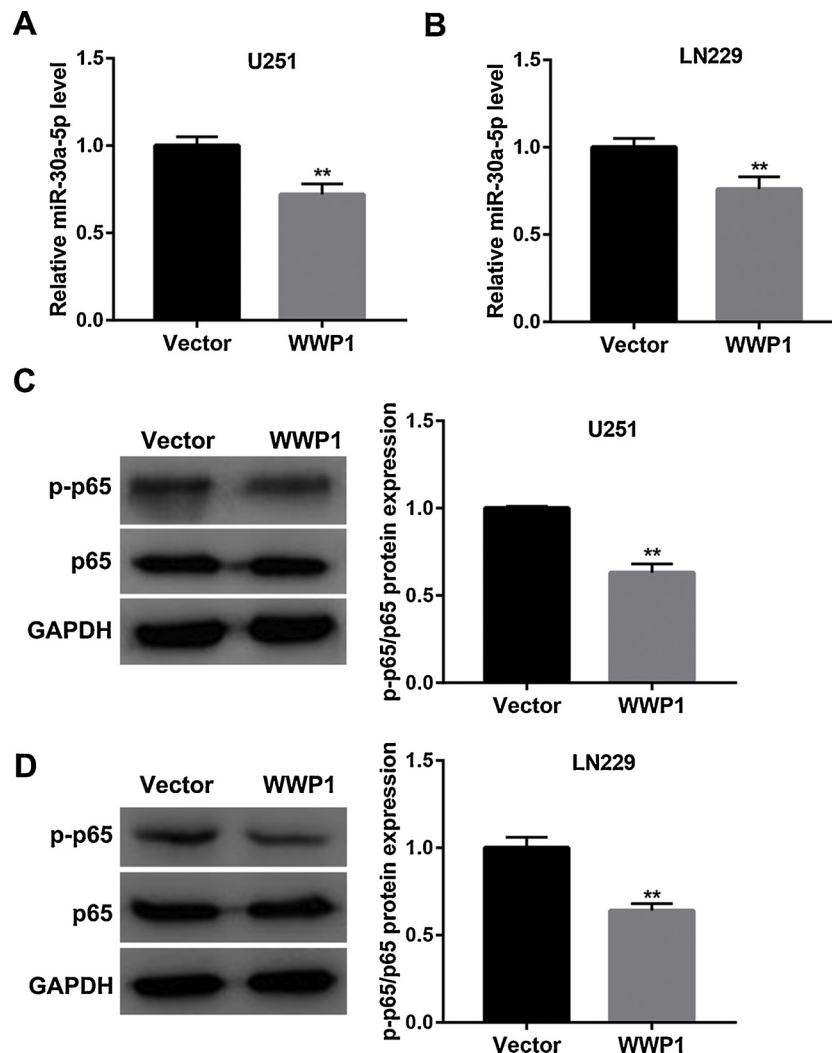 A
U251
Relative miR-30a-5p level
1.5
1.0
0.5
0.0
**
Vector WWP1
B
LN229
Relative miR-30a-5p level
1.5
1.0
0.5
0.0
**
Vector WWP1
C
Vector WWP1
p-p65
p65
GAPDH
U251
p-p65/p65 protein expression
1.5
1.0
0.5
0.0
**
Vector WWP1
D
Vector WWP1
p-p65
p65
GAPDH
LN229
p-p65/p65 protein expression
1.5
1.0
0.5
0.0
**
Vector WWP1